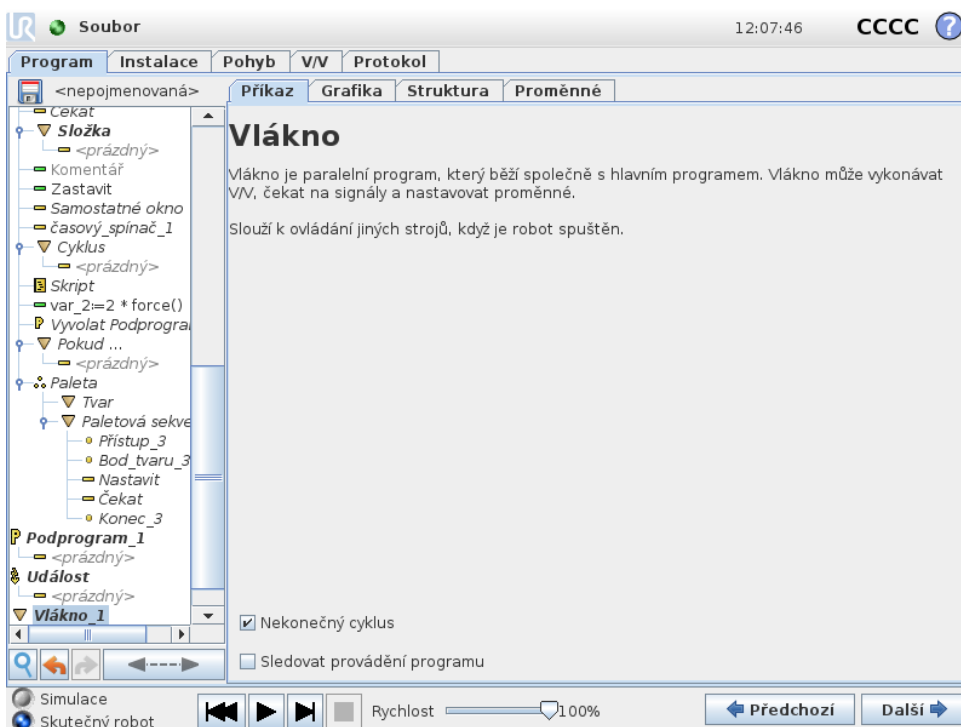 Soubor
12:07:46
CCCC
?
Program Instalace Pohyb V/V Protokol
<nepojmenovaná>
Příkaz Grafika Struktura Proměnné
Čekat
Složka
<prázdný>
Komentář
Zastavit
Samostatné okno
časový_spínač_1
Cyklus
<prázdný>
Skript
var_2:=2 * force()
Vyvolat Podprogra
Pokud ...
<prázdný>
Paleta
Tvar
Paletová sekve
Přístup_3
Bod_tvaru_3
Nastavit
Čekat
Konec_3
Podprogram_1
<prázdný>
Událost
<prázdný>
Vlákno_1
Vlákno
Vlákno je paralelní program, který běží společně s hlavním programem. Vlákno může vykonávat
V/V, čekat na signály a nastavovat proměnné.
Slouží k ovládání jiných strojů, když je robot spuštěn.
Nekonečný cyklus
Sledovat provádění programu
Simulace
Skutečný robot
Rychlost 100%
Předchozí
Další